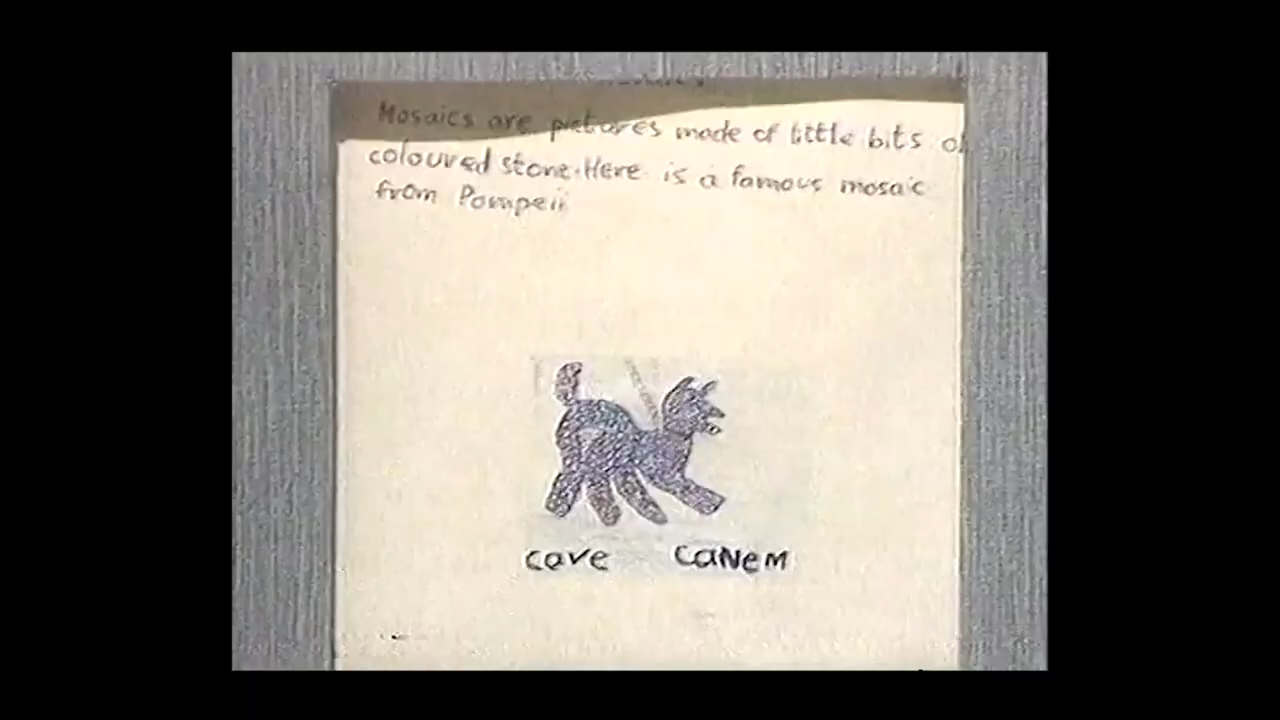 Mosaics are pictures made of little bits of
coloured stone. Here is a famous mosaic
from Pompeii
cave canem